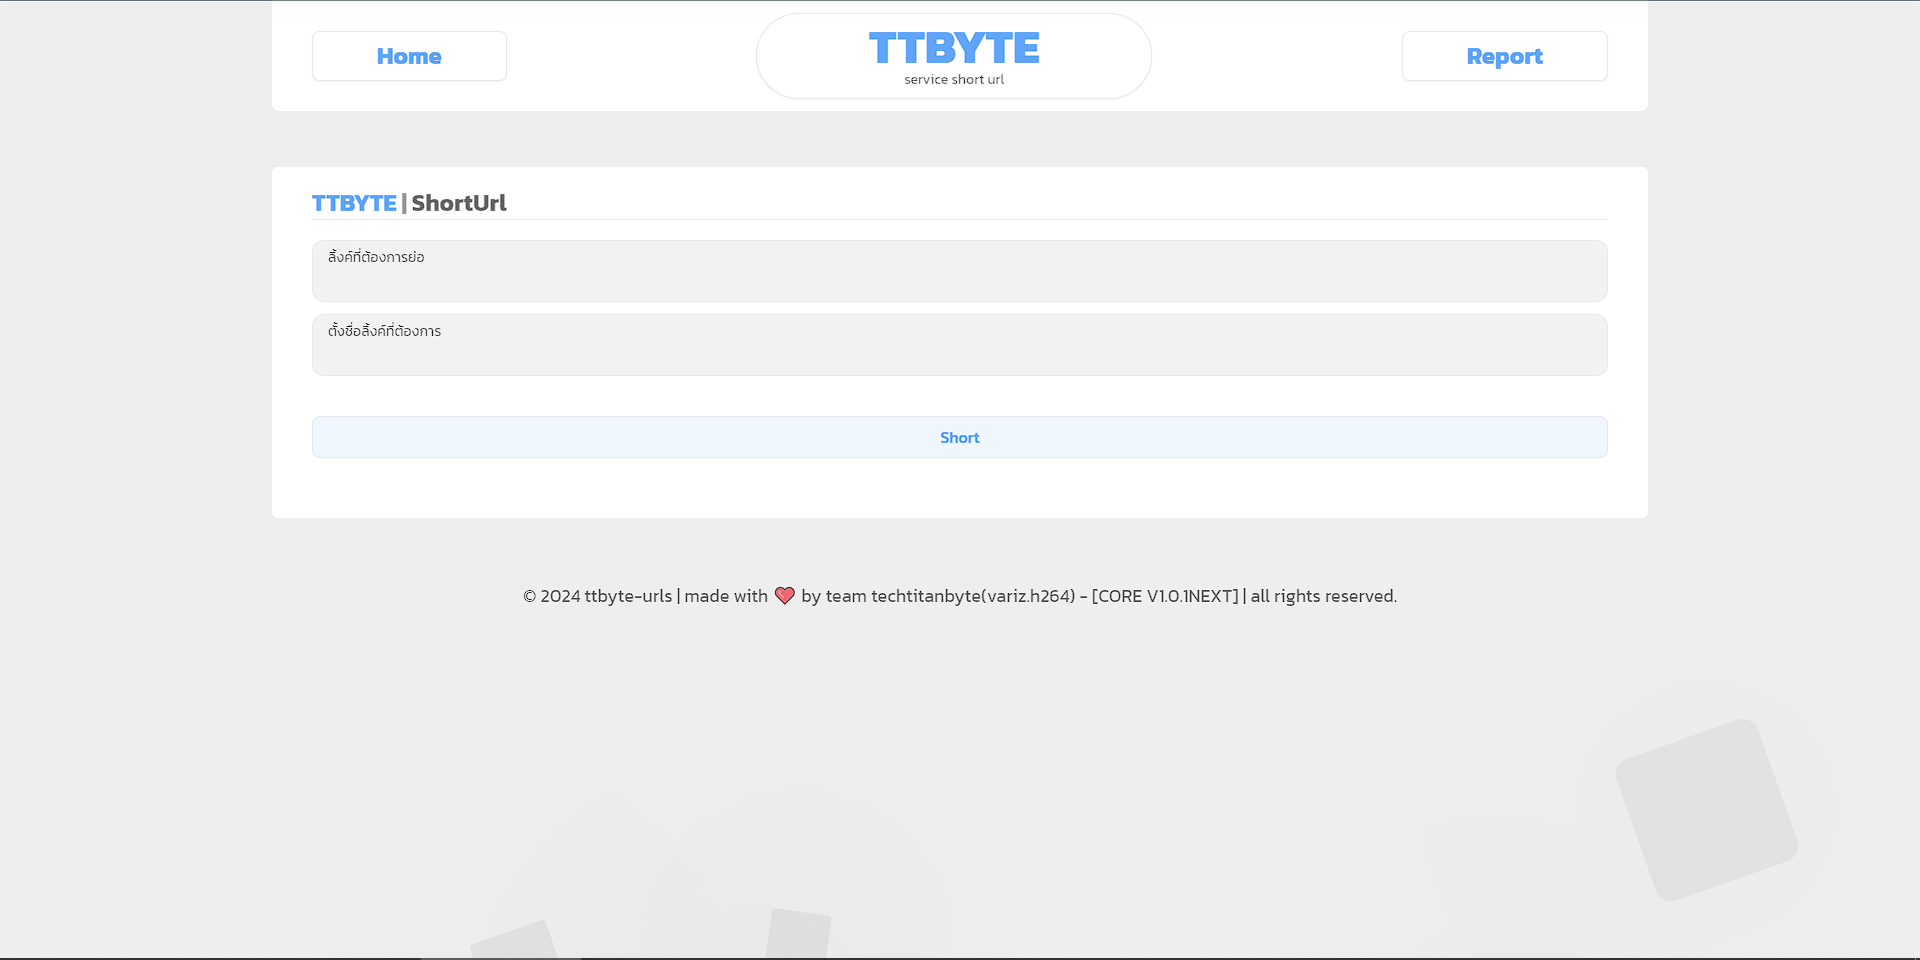 Home
TTBYTE
service short url
Report
TTBYTE | ShortUrl
ลิ้งค์ที่ต้องการย่อ
ตั้งชื่อลิ้งค์ที่ต้องการ
Short
© 2024 ttbyte-urls | made with ❤️ by team techtitanbyte(variz.h264) - [CORE V1.0.1NEXT] | all rights reserved.